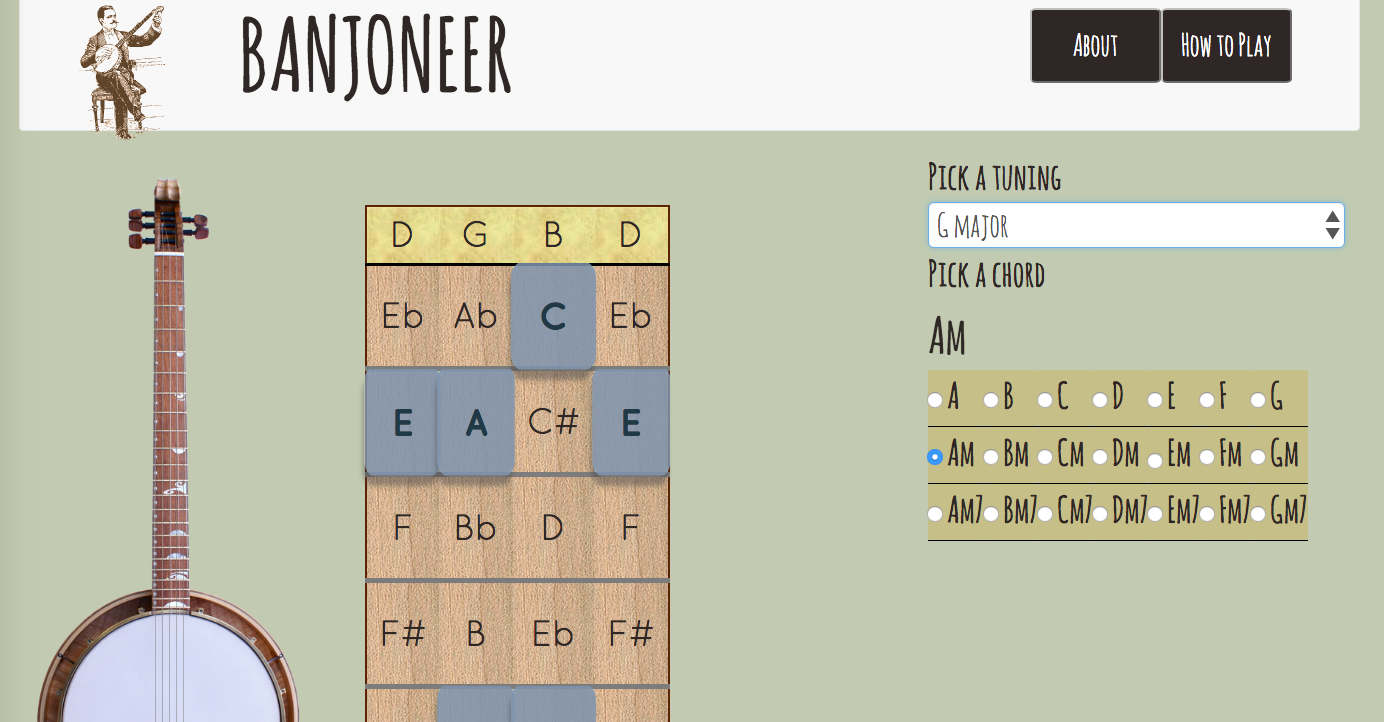 BANJONEER
About
How to Play
Pick a tuning
G major
Pick a chord
Am
A B C D E F G
Am Bm Cm Dm Em Fm Gm
Am7 Bm7 Cm7 Dm7 Em7 Fm7 Gm7
D G B D
Eb Ab C Eb
E A C# E
F Bb D F
F# B Eb F#